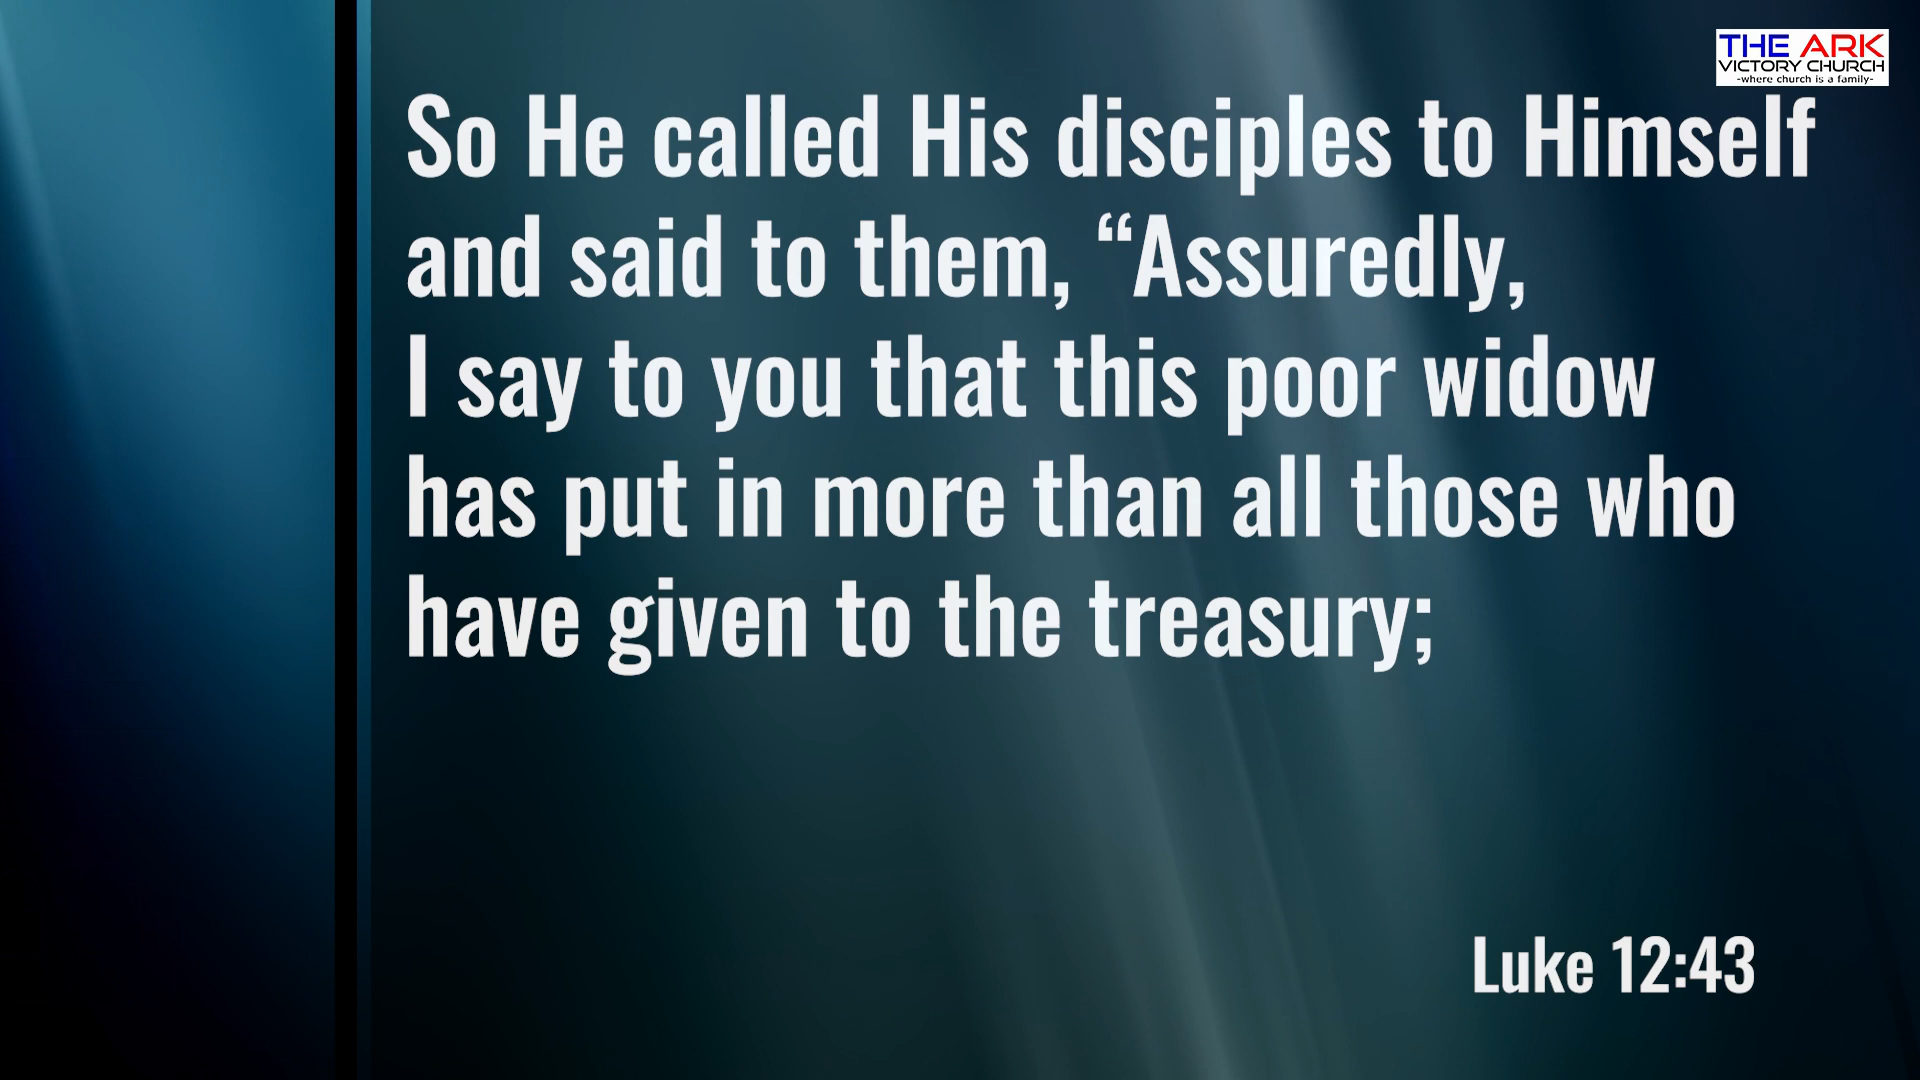 THE ARK
VICTORY CHURCH
-where church is a family-
So He called His disciples to Himself
and said to them, “Assuredly,
I say to you that this poor widow
has put in more than all those who
have given to the treasury;
Luke 12:43